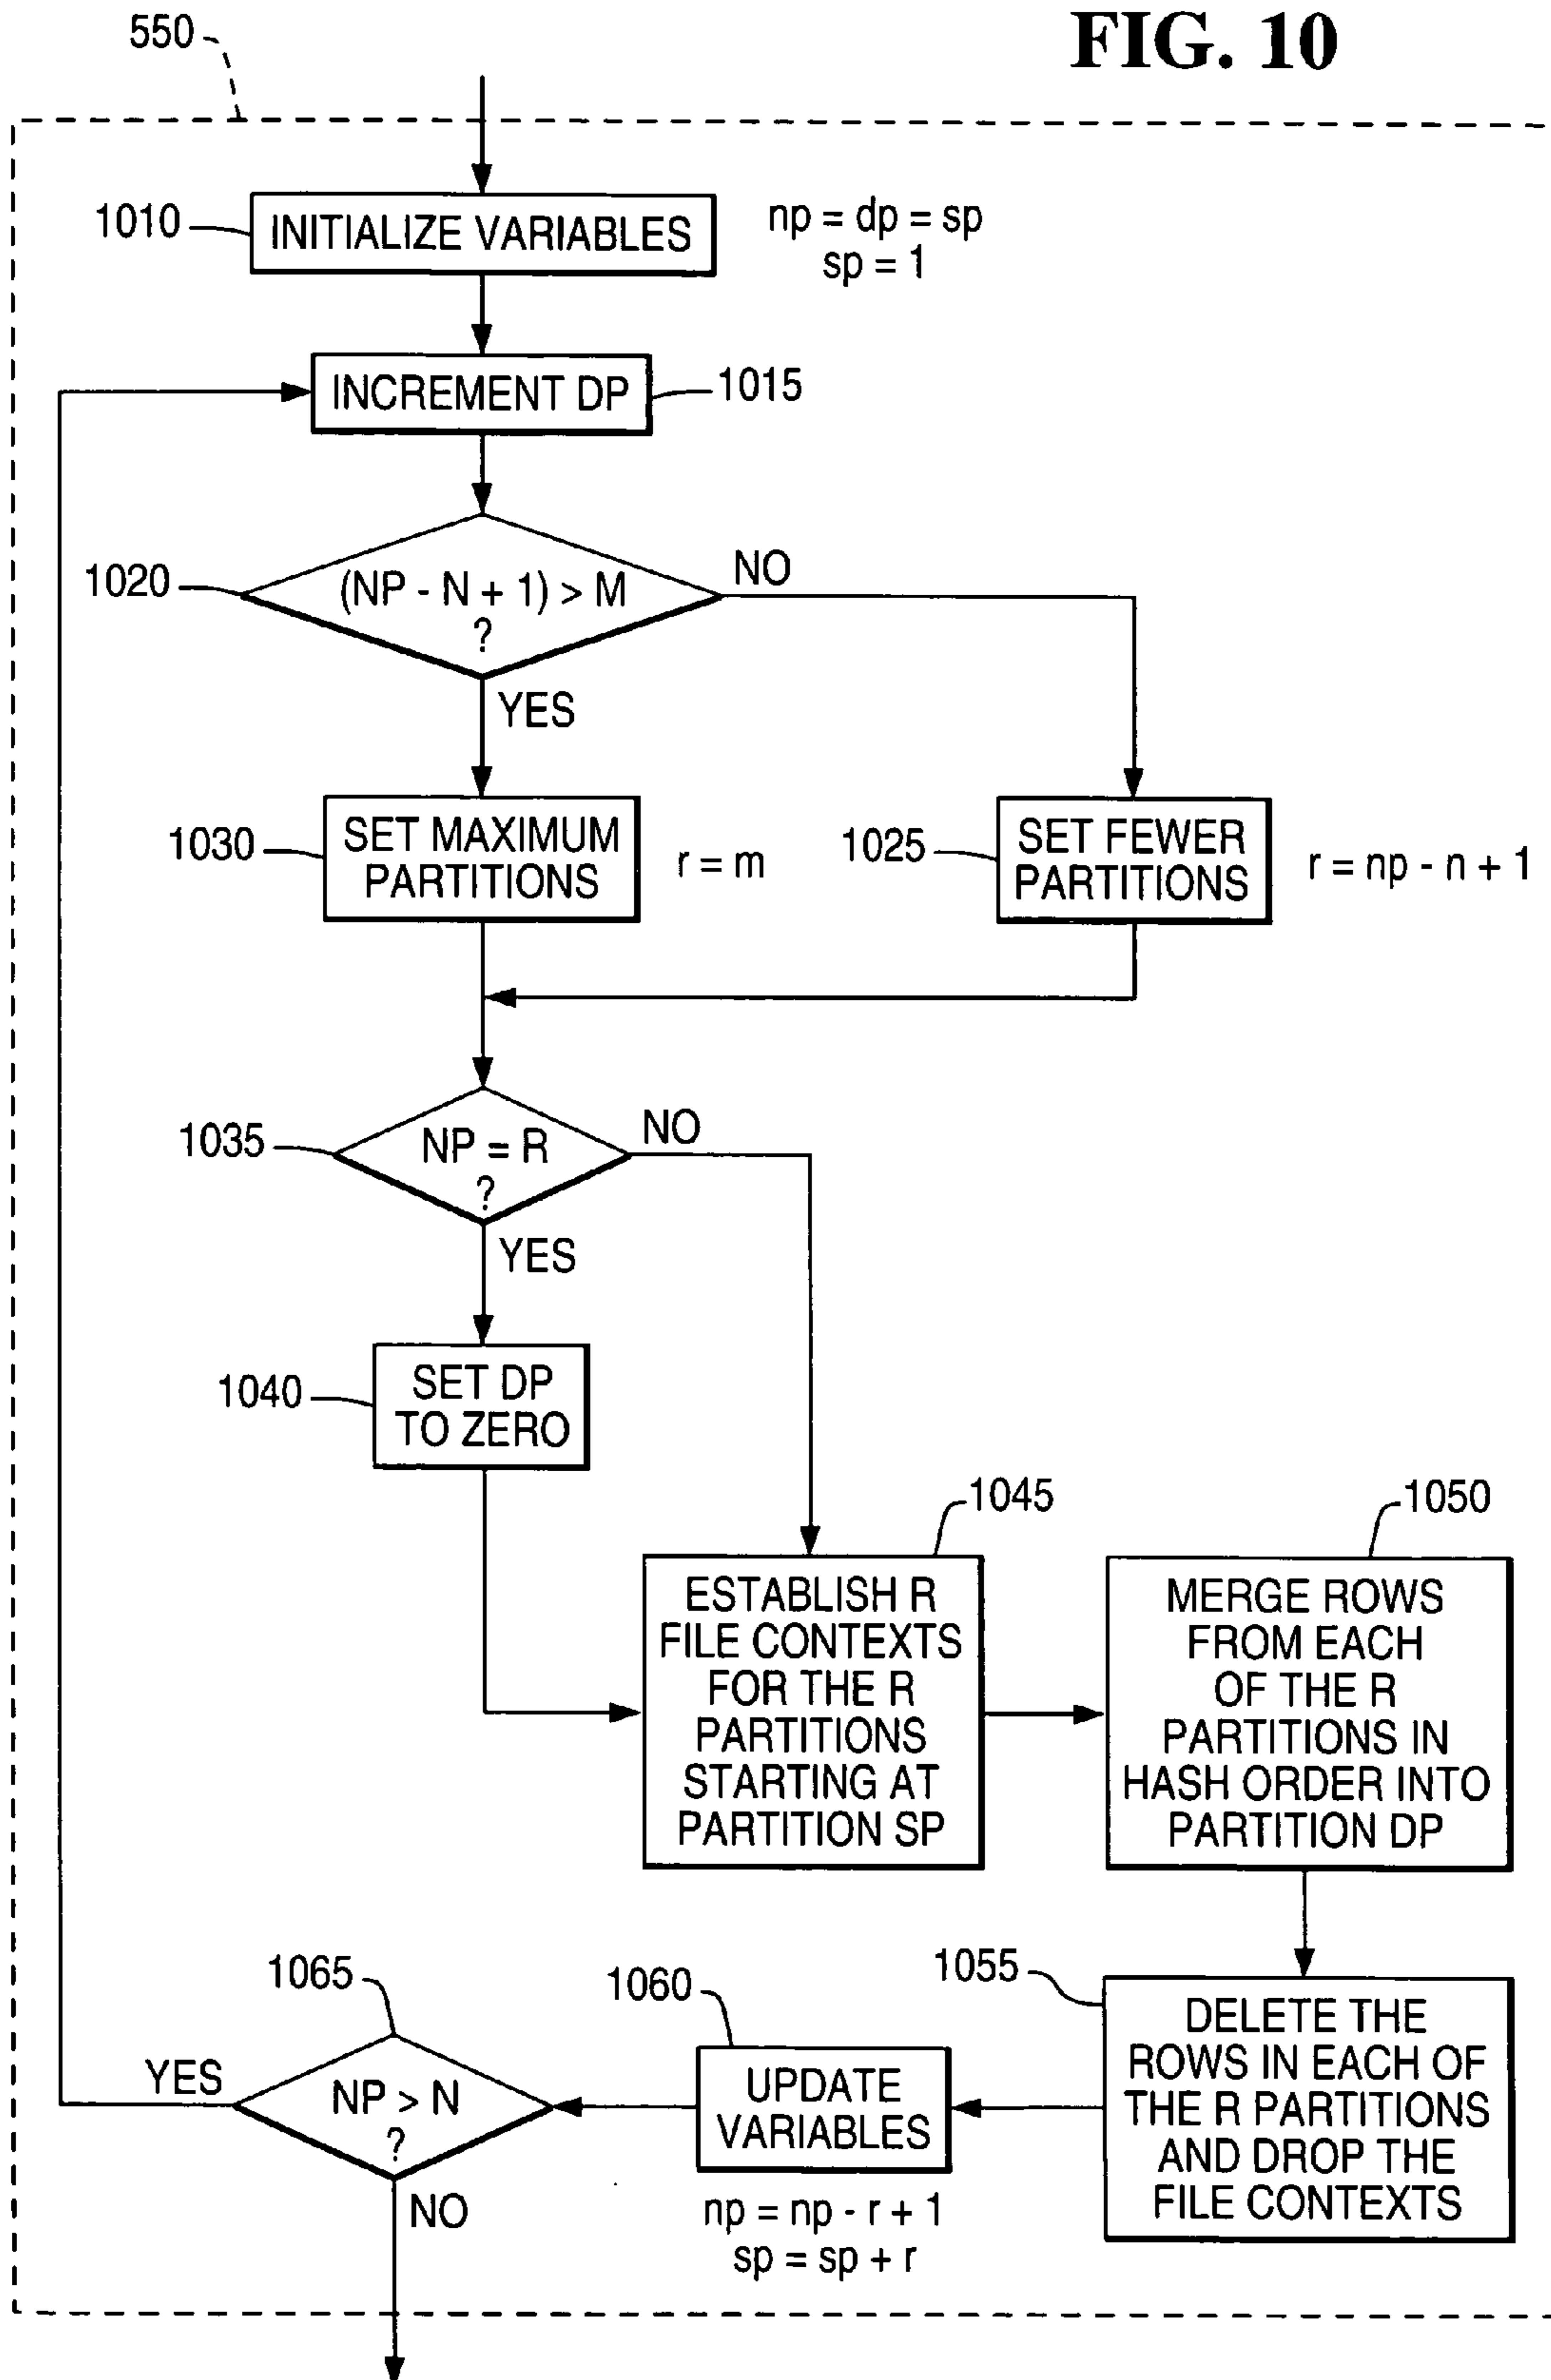 FIG. 10
550
1010
INITIALIZE VARIABLES
np = dp = sp
sp = 1
INCREMENT DP
1015
1020
(NP - N + 1) > M
?
NO
YES
1030
SET MAXIMUM
PARTITIONS
r = m
1025
SET FEWER
PARTITIONS
r = np - n + 1
1035
NP = R
?
NO
YES
1040
SET DP
TO ZERO
1045
ESTABLISH R
FILE CONTEXTS
FOR THE R
PARTITIONS
STARTING AT
PARTITION SP
1050
MERGE ROWS
FROM EACH
OF THE R
PARTITIONS IN
HASH ORDER INTO
PARTITION DP
1055
DELETE THE
ROWS IN EACH OF
THE R PARTITIONS
AND DROP THE
FILE CONTEXTS
1060
UPDATE
VARIABLES
np = np - r + 1
sp = sp + r
1065
NP > N
?
YES
NO